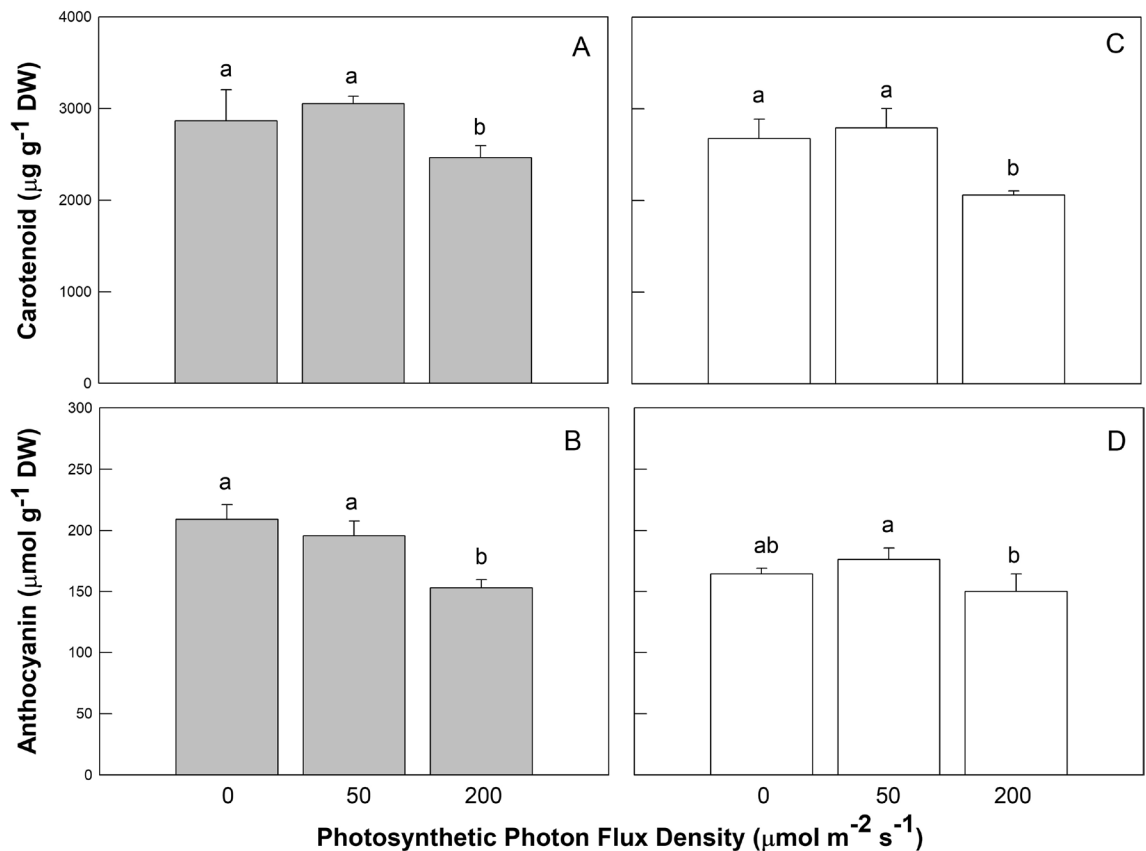 4000
3000
2000
1000
0
Carotenoid (μg g⁻¹ DW)
A
a
a
b
C
a
a
b
300
250
200
150
100
50
0
Anthocyanin (μmol g⁻¹ DW)
B
a
a
b
D
ab
a
b
0 50 200 0 50 200
Photosynthetic Photon Flux Density (μmol m⁻² s⁻¹)